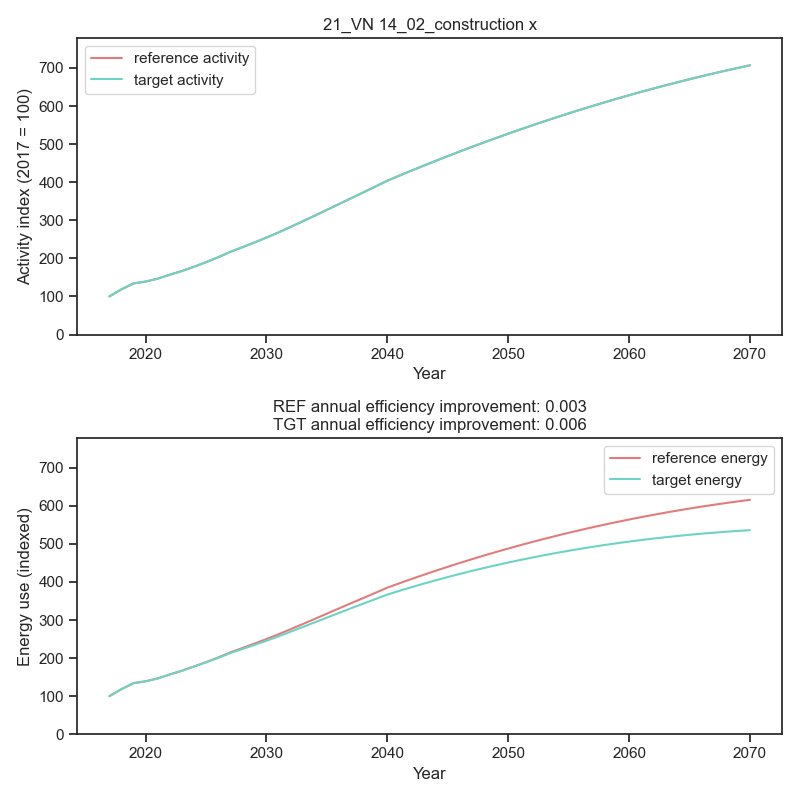 21_VN 14_02_construction x
reference activity
target activity
Activity index (2017 = 100)
700
600
500
400
300
200
100
0
2020 2030 2040 2050 2060 2070
Year
REF annual efficiency improvement: 0.003
TGT annual efficiency improvement: 0.006
reference energy
target energy
Energy use (indexed)
700
600
500
400
300
200
100
0
2020 2030 2040 2050 2060 2070
Year